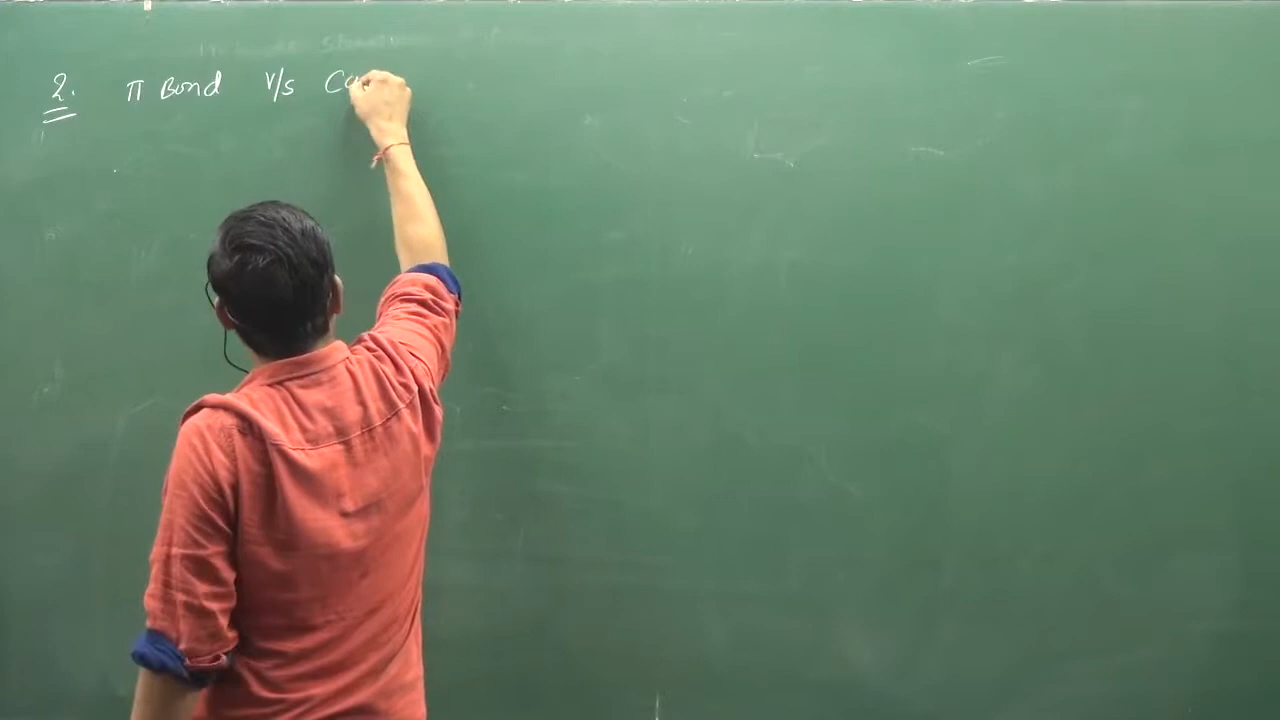 2. π Bond v/s